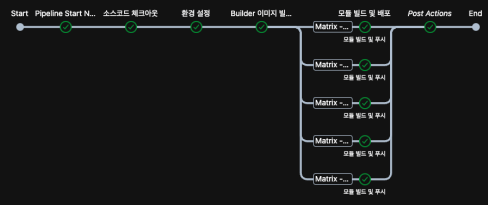 Start
Pipeline Start N...
소스코드 체크아웃
환경 설정
Builder 이미지 빌...
모듈 빌드 및 배포
Post Actions
End
Matrix -...
모듈 빌드 및 푸시
Matrix -...
모듈 빌드 및 푸시
Matrix -...
모듈 빌드 및 푸시
Matrix -...
모듈 빌드 및 푸시
Matrix -...
모듈 빌드 및 푸시